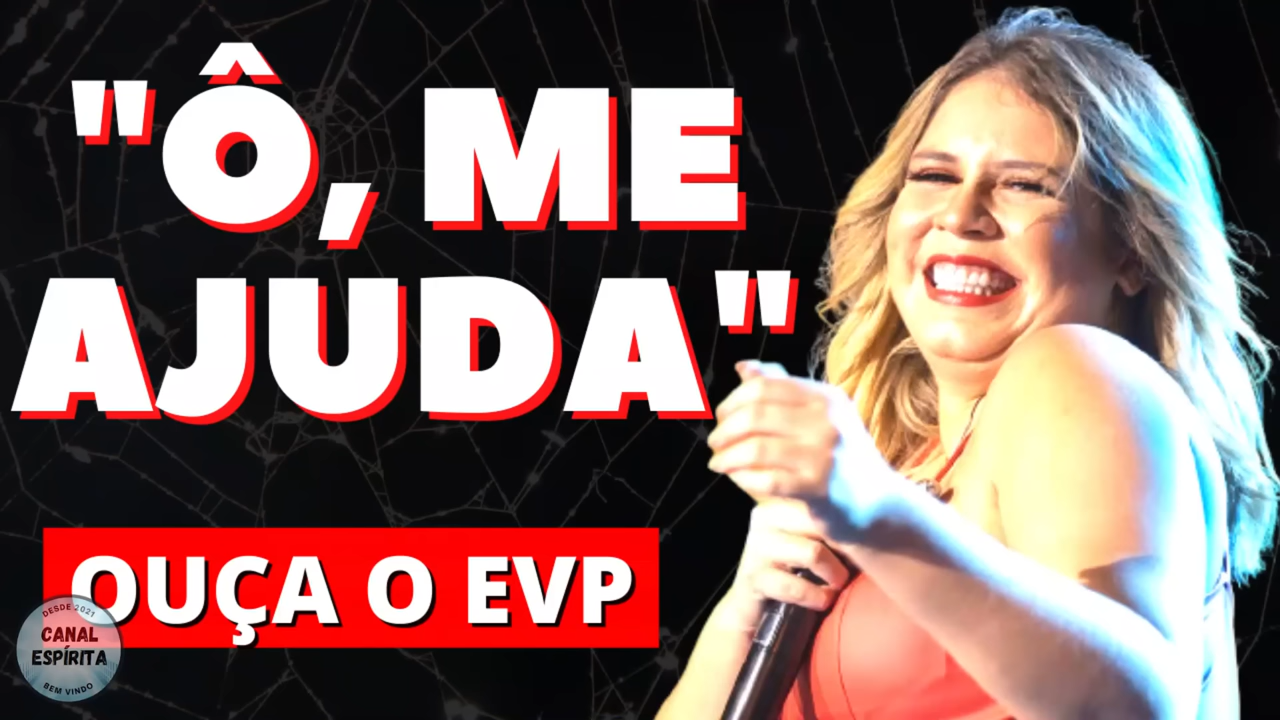 "Ô, ME
AJUDA"
OUÇA O EVP
DESDE 2021
CANAL
ESPÍRITA
BEM VINDO